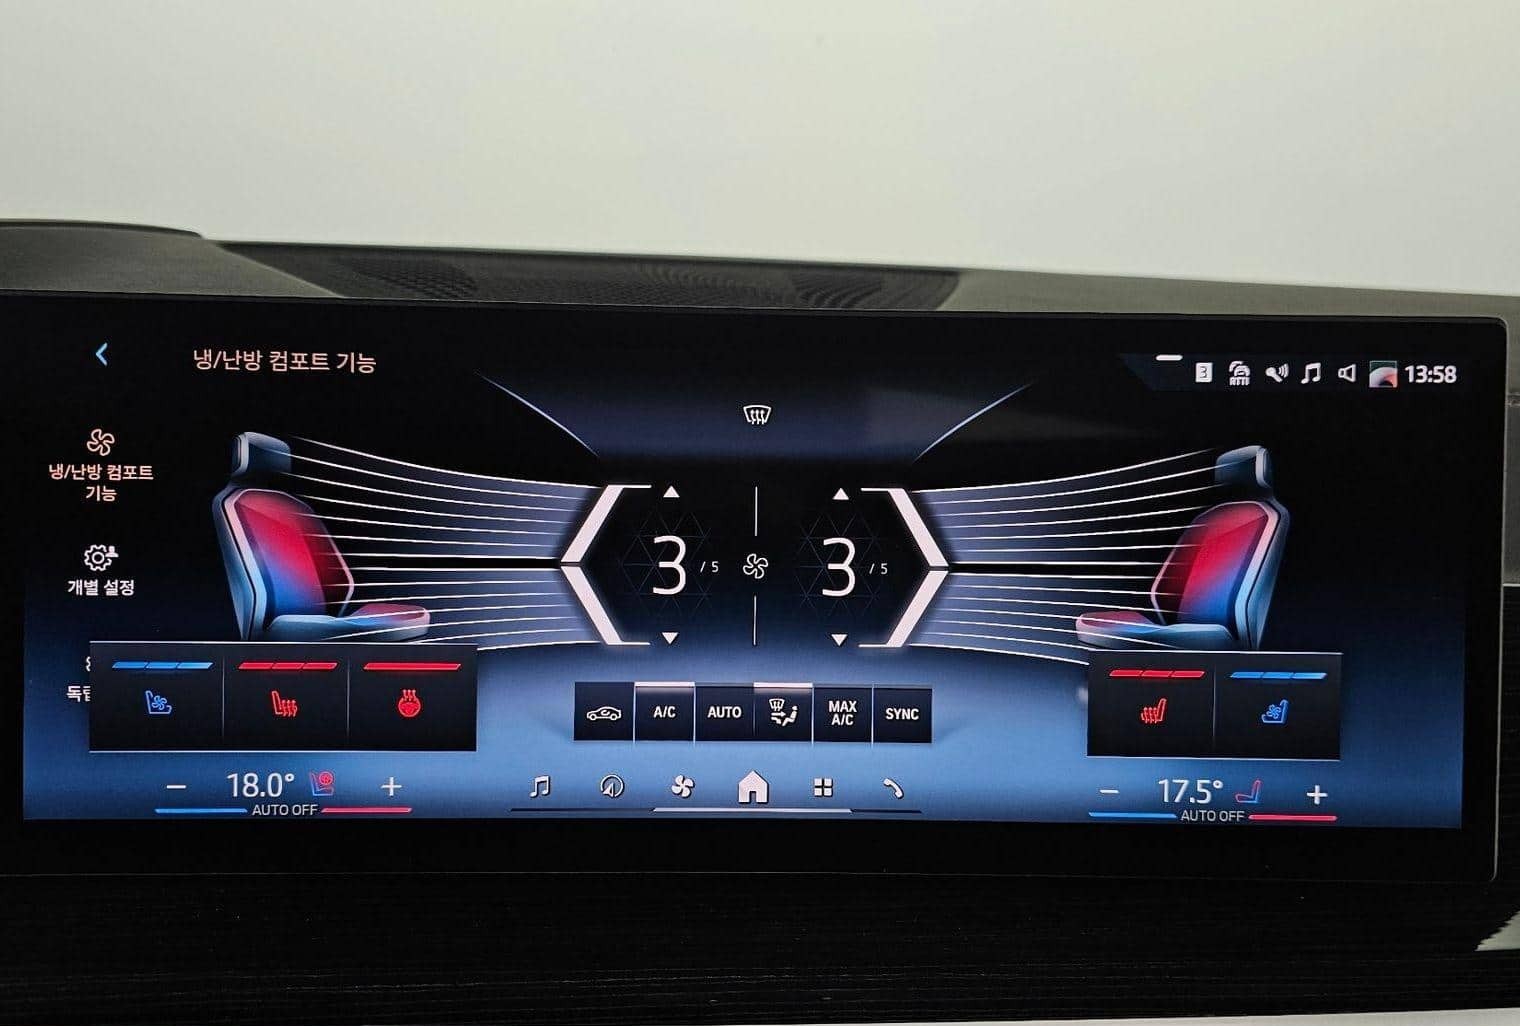 냉/난방 컴포트 기능
3
13:58
냉/난방 컴포트
기능
개별 설정
3 / 5
3 / 5
A/C
AUTO
MAX
A/C
SYNC
− 18.0° +
AUTO OFF
− 17.5° +
AUTO OFF